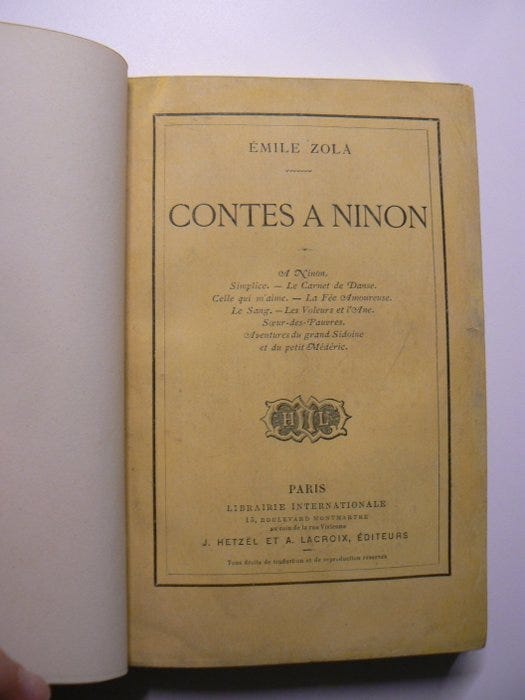 ÉMILE ZOLA
CONTES A NINON
A Ninon.
Simplice. — Le Carnet de Danse.
Celle qui m'aime. — La Fée Amoureuse.
Le Sang. — Les Voleurs et l'Ane.
Sœur-des-Pauvres.
Aventures du grand Sidoine
et du petit Médéric.
HL
PARIS
LIBRAIRIE INTERNATIONALE
15, BOULEVARD MONTMARTRE
au coin de la rue Vivienne
J. HETZEL ET A. LACROIX, ÉDITEURS
Tous droits de traduction et de reproduction réservés